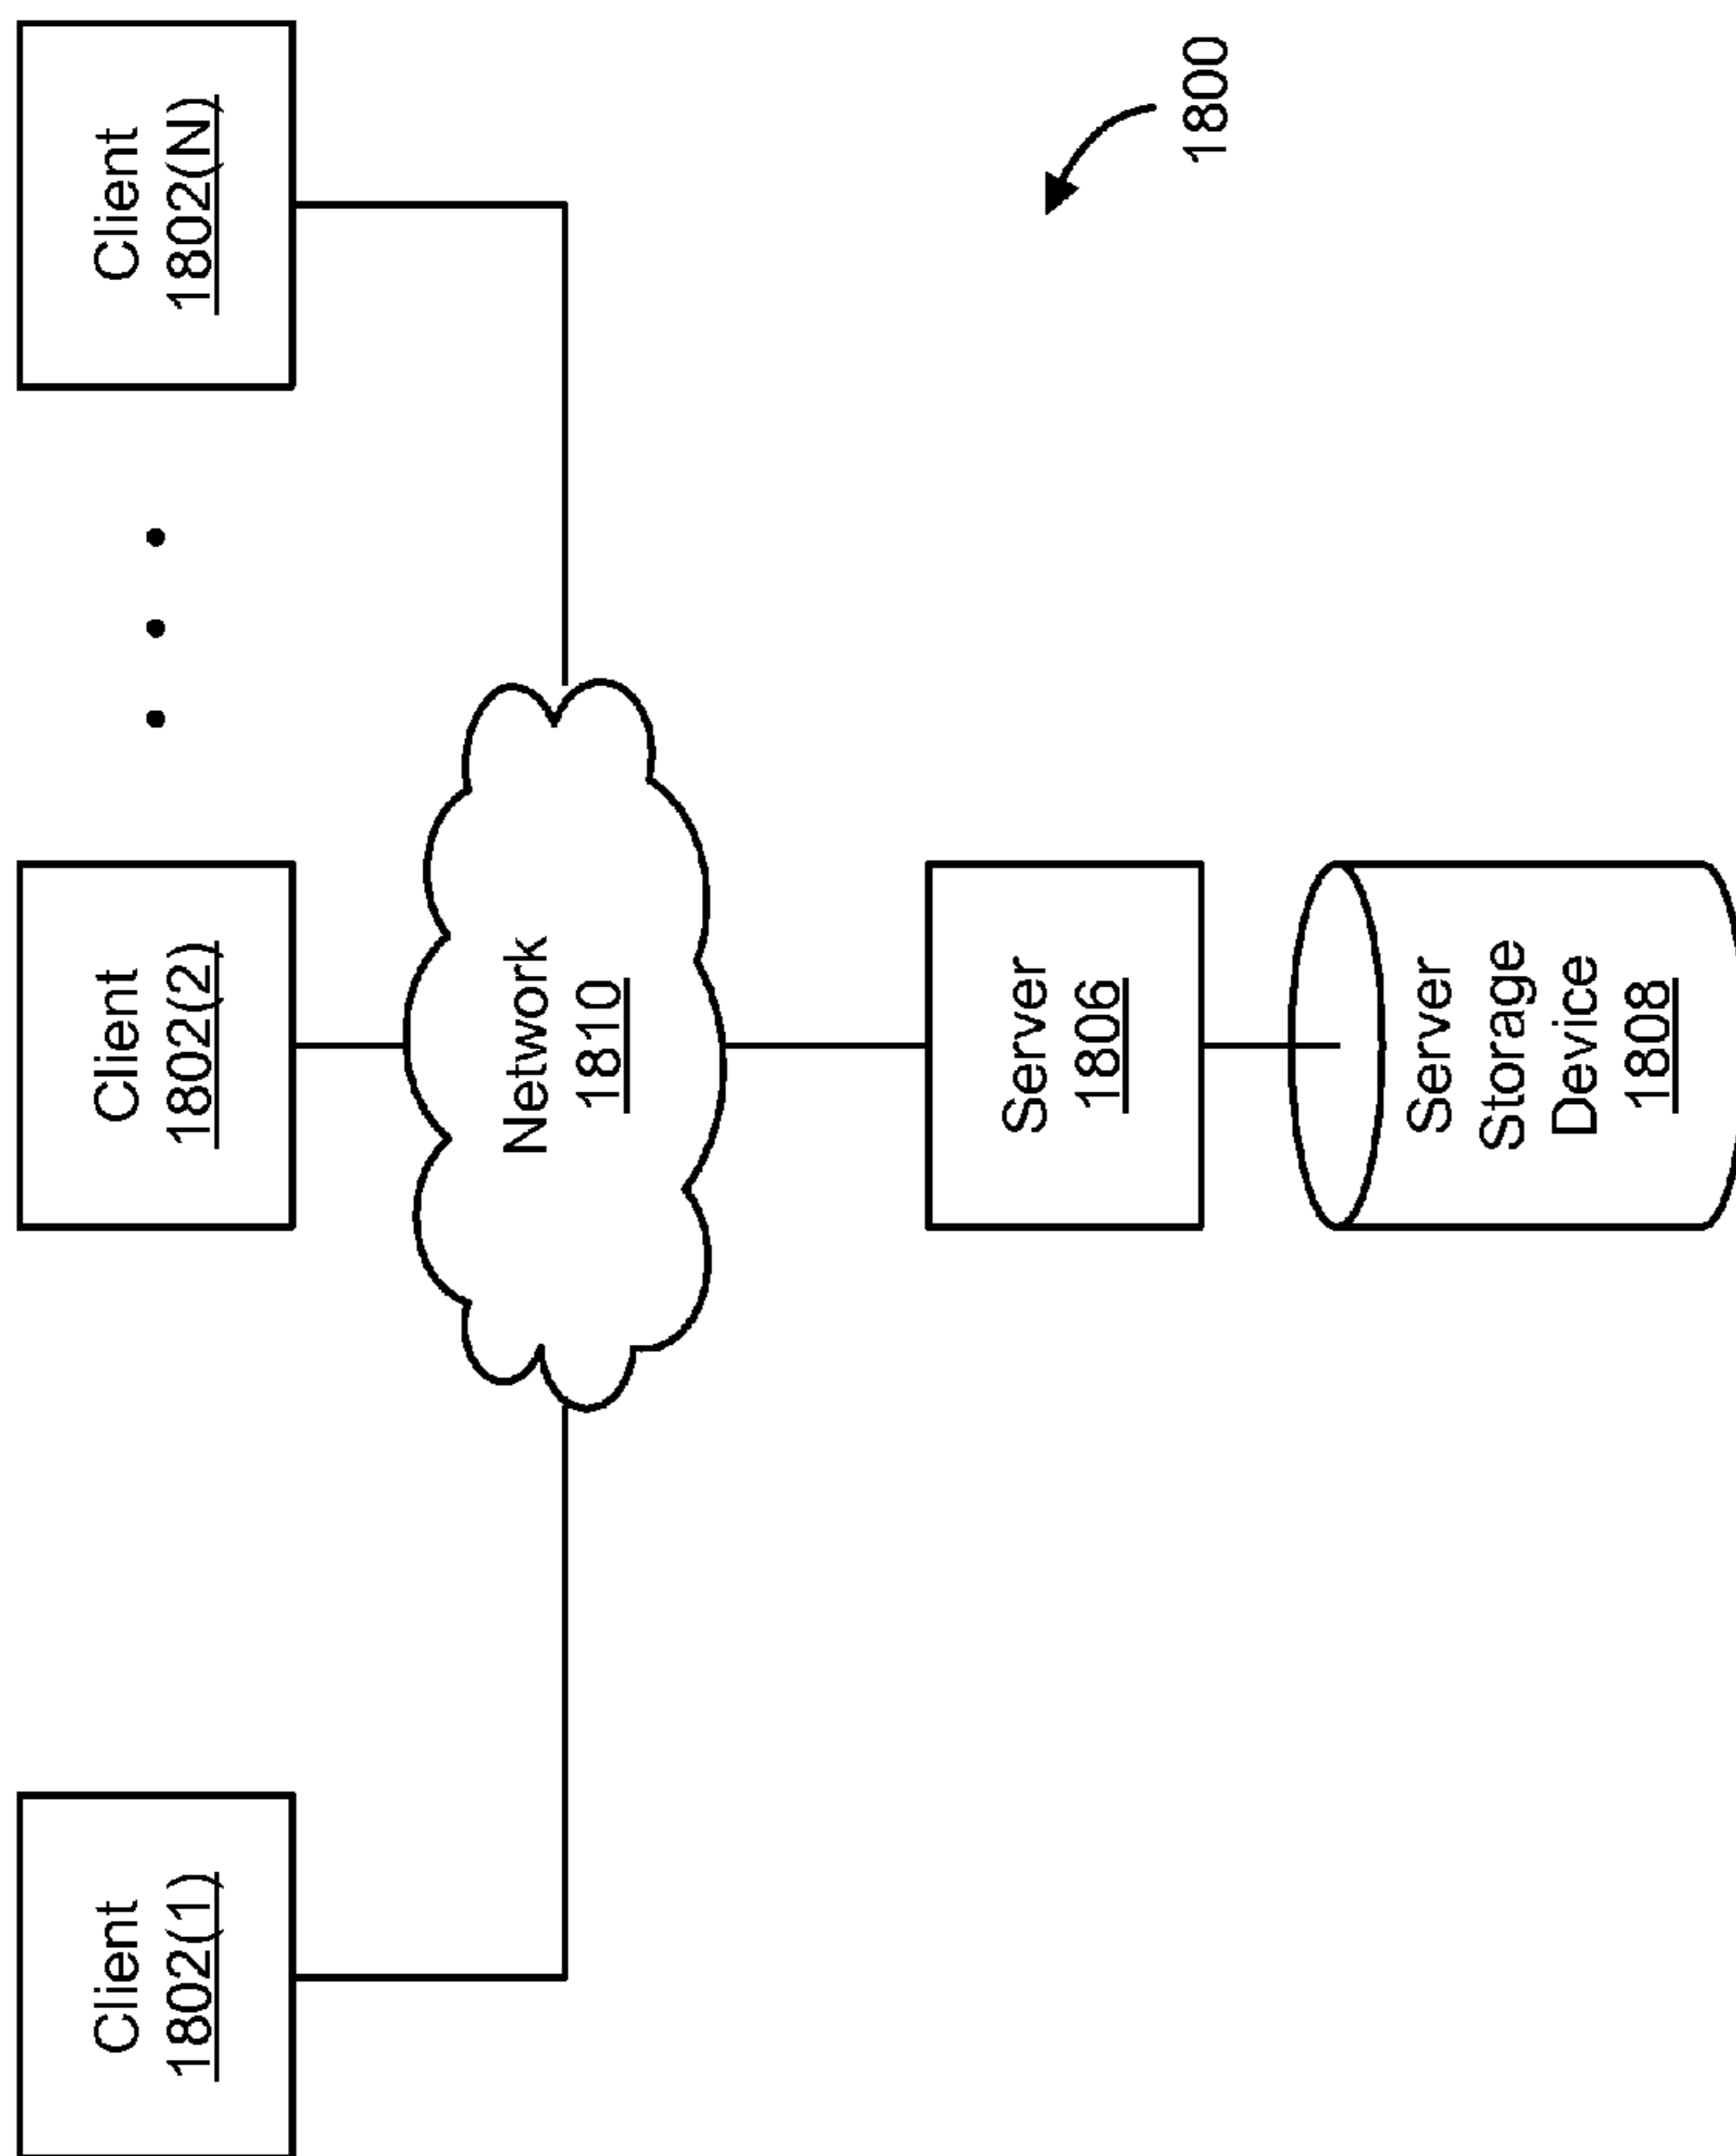 Client
1802(1)
Client
1802(2)
Client
1802(N)
Network
1810
Server
1806
Server
Storage
Device
1808
1800